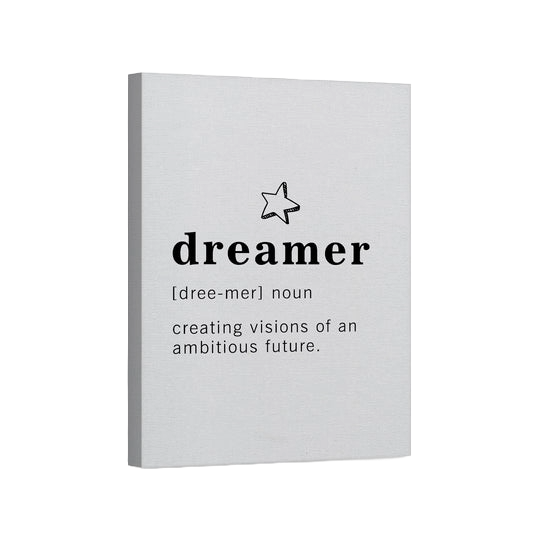 dreamer
[dree-mer] noun
creating visions of an
ambitious future.